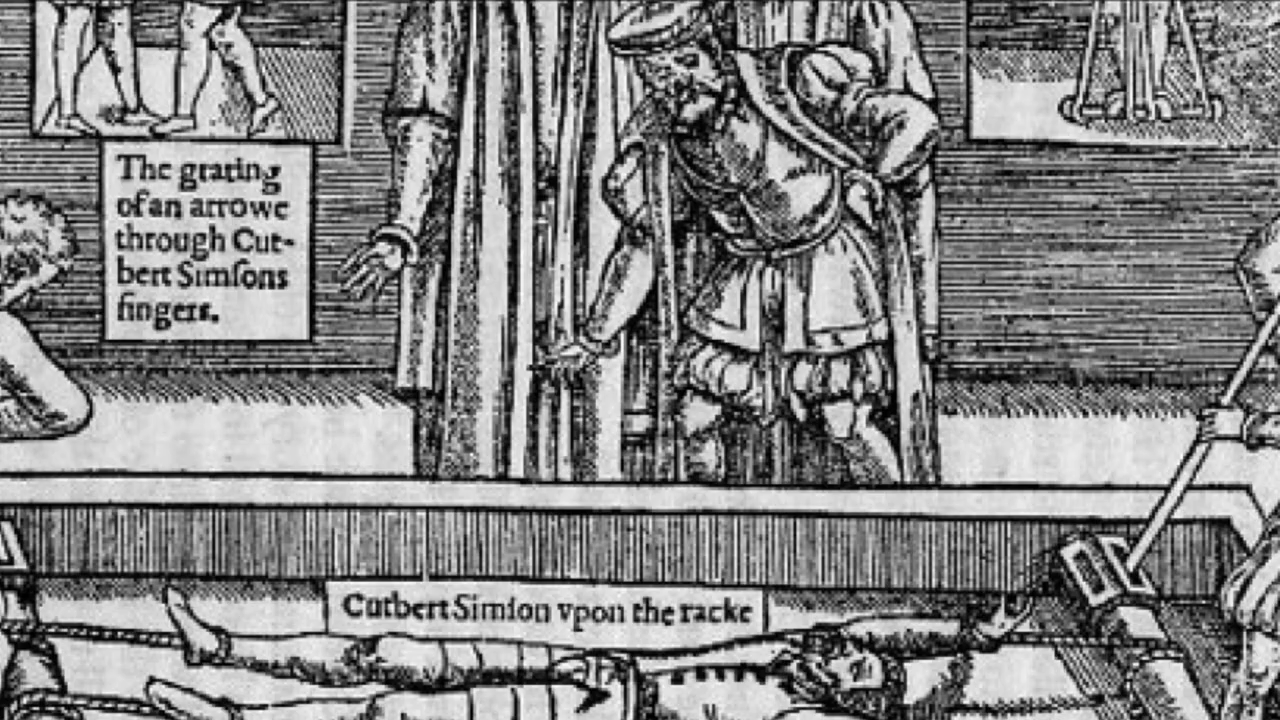 The grating
of an arrowe
through Cut-
bert Simſons
fingers.
Cutbert Simſon vpon the racke